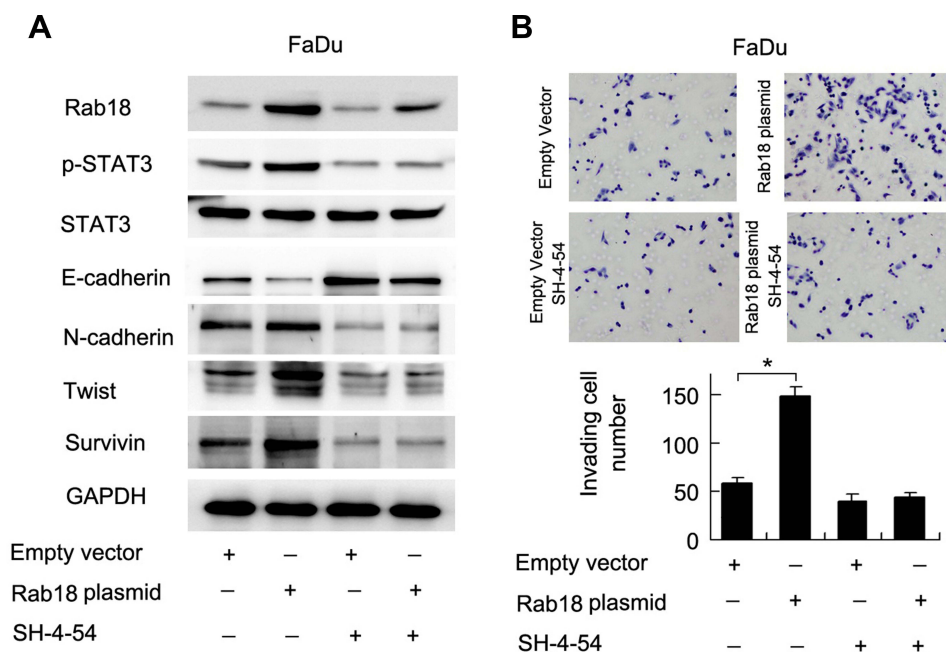 A
FaDu
Rab18
p-STAT3
STAT3
E-cadherin
N-cadherin
Twist
Survivin
GAPDH
Empty vector + – + –
Rab18 plasmid – + – +
SH-4-54 – – + +
B
FaDu
Empty Vector
Rab18 plasmid
Empty Vector
SH-4-54
Rab18 plasmid
SH-4-54
Invading cell
number
150
100
50
0
*
Empty vector + – + –
Rab18 plasmid – + – +
SH-4-54 – – + +